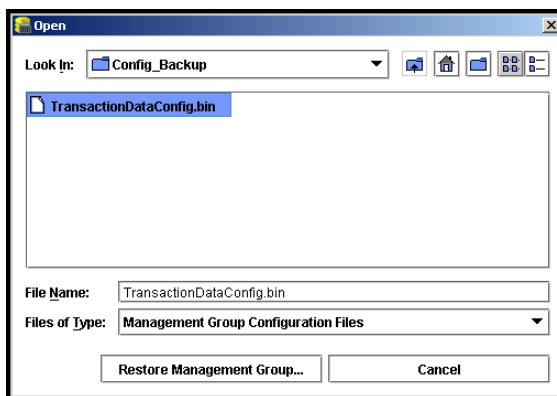 Open
Look In: Config_Backup
TransactionDataConfig.bin
File Name: TransactionDataConfig.bin
Files of Type: Management Group Configuration Files
Restore Management Group... Cancel